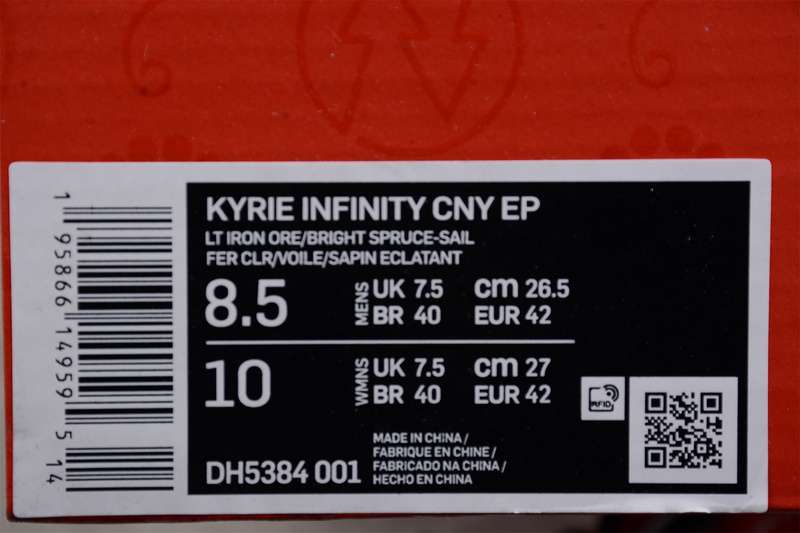 KYRIE INFINITY CNY EP
LT IRON ORE/BRIGHT SPRUCE-SAIL
FER CLR/VOILE/SAPIN ECLATANT
8.5 MENS UK 7.5 cm 26.5
BR 40 EUR 42
10 WMNS UK 7.5 cm 27
BR 40 EUR 42
RFID
MADE IN CHINA/
FABRIQUE EN CHINE/
FABRICADO NA CHINA/
HECHO EN CHINA
DH5384 001
1 95866 14959 5 14